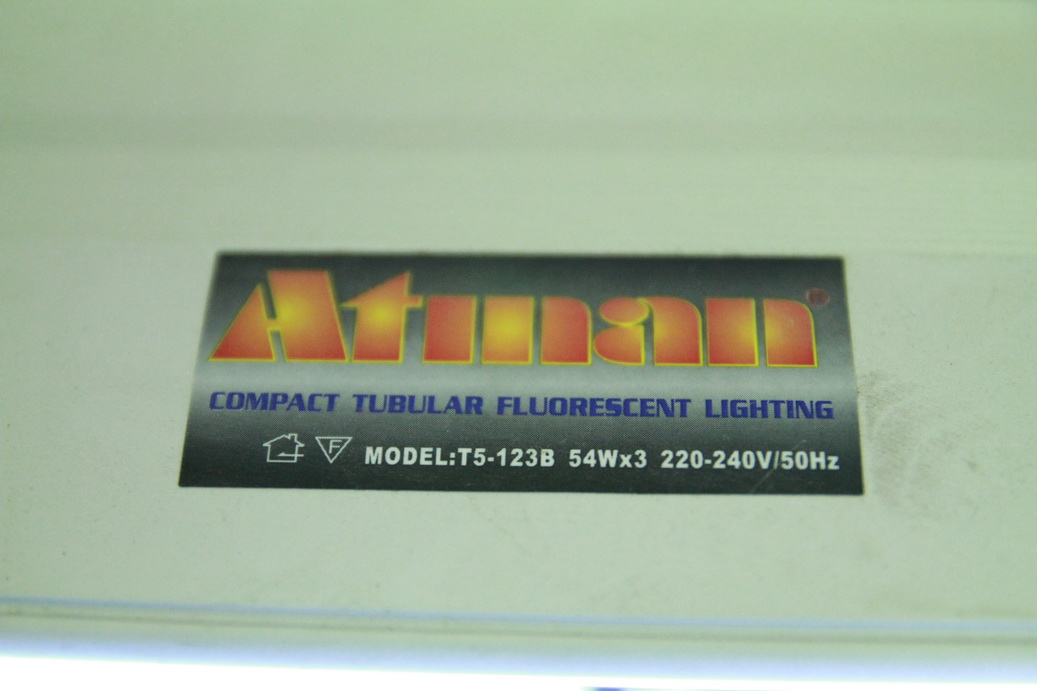 Atman®
COMPACT TUBULAR FLUORESCENT LIGHTING
F MODEL:T5-123B 54Wx3 220-240V/50Hz